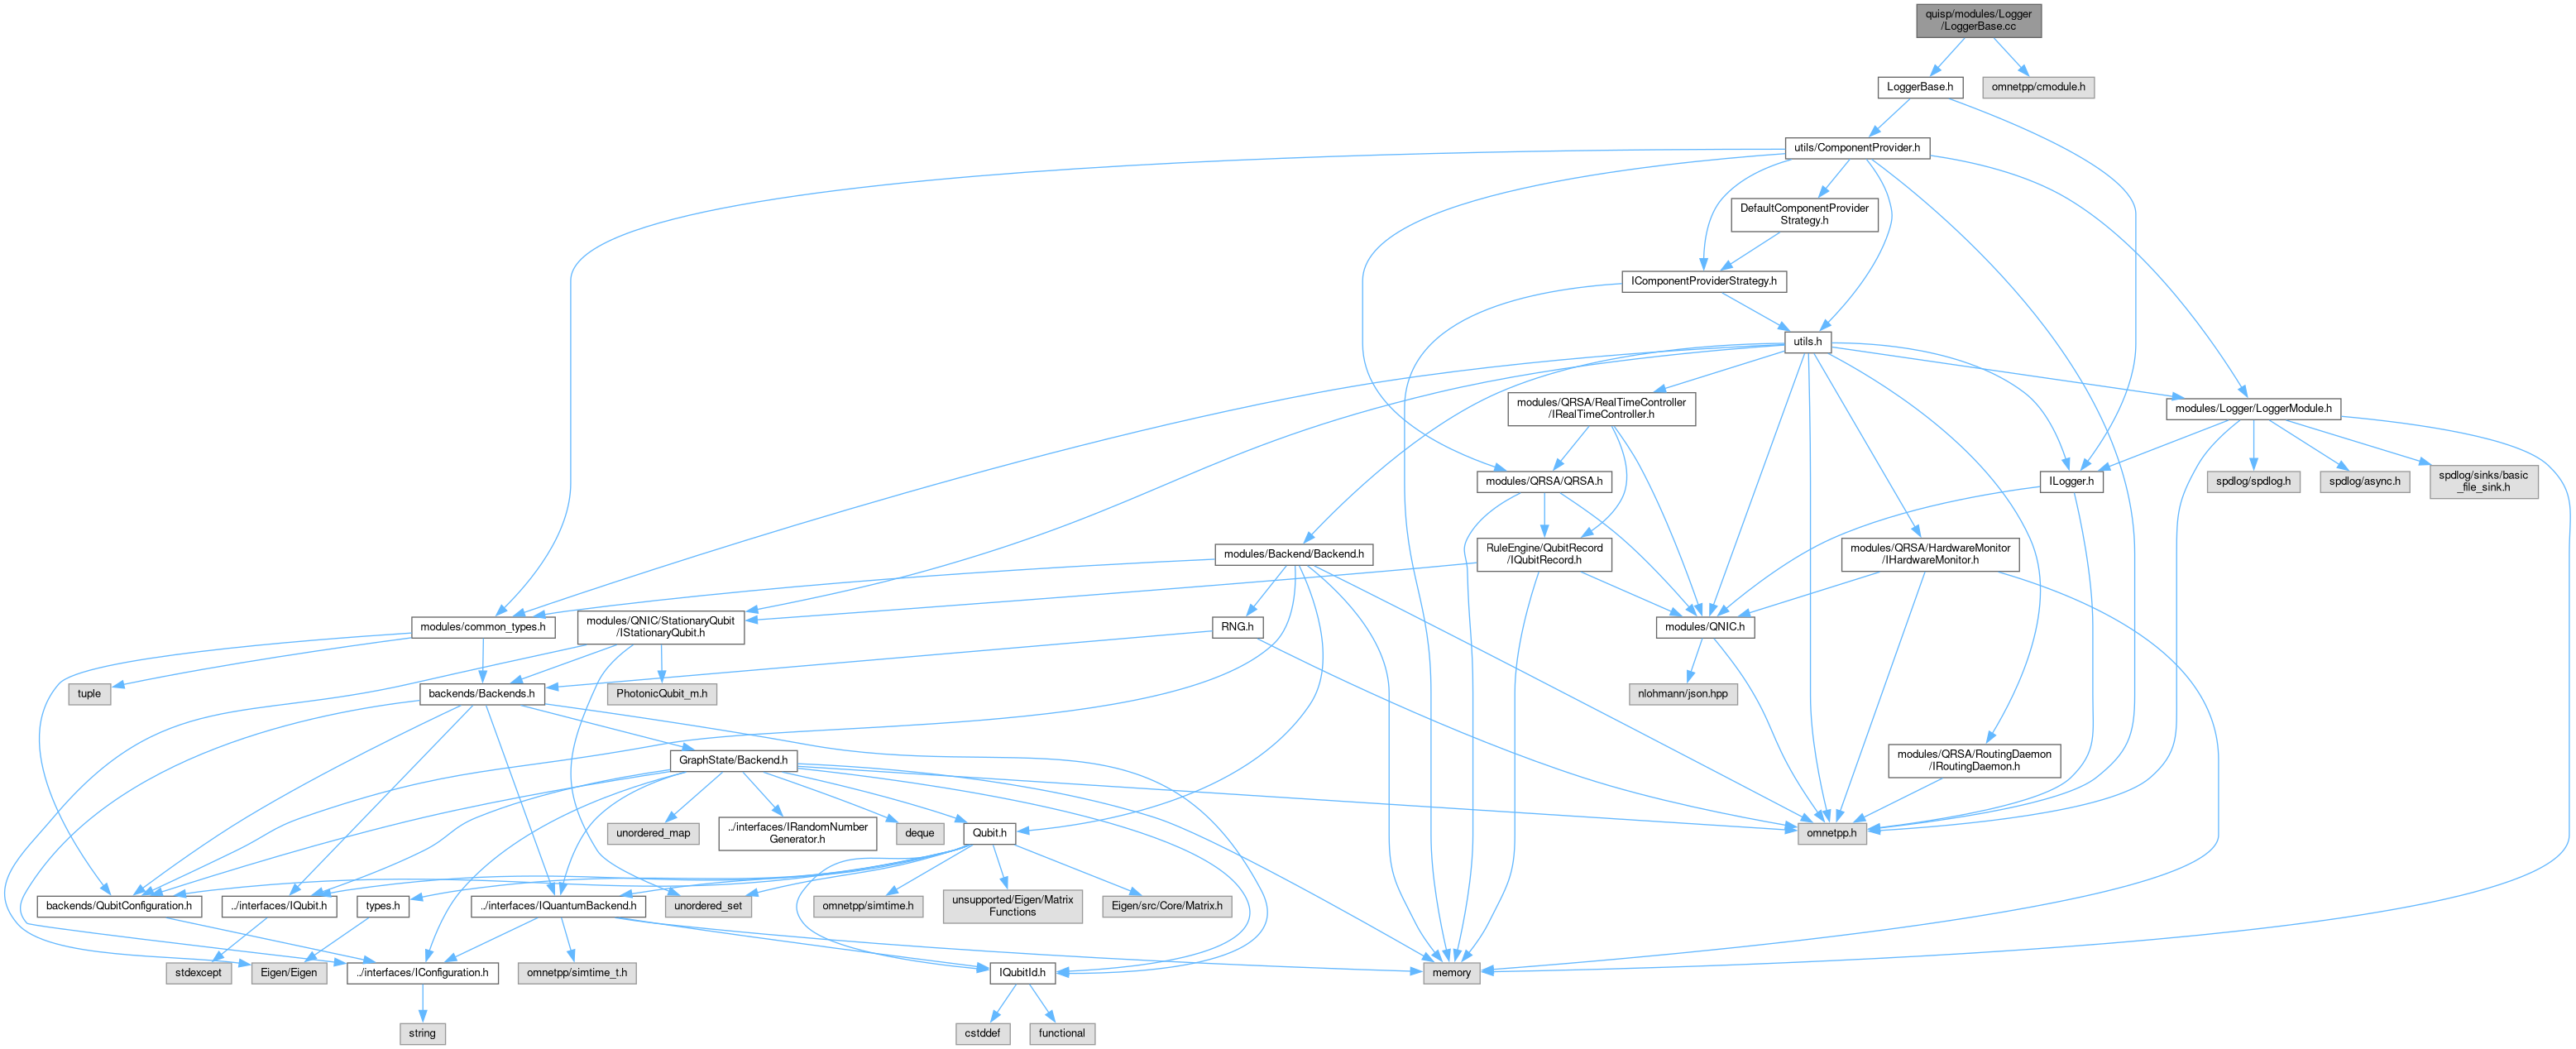 quisp/modules/Logger
/LoggerBase.cc
LoggerBase.h
omnetpp/cmodule.h
utils/ComponentProvider.h
DefaultComponentProvider
Strategy.h
IComponentProviderStrategy.h
utils.h
modules/QRSA/RealTimeController
/IRealTimeController.h
modules/Logger/LoggerModule.h
modules/QRSA/QRSA.h
ILogger.h
spdlog/spdlog.h
spdlog/async.h
spdlog/sinks/basic
_file_sink.h
modules/Backend/Backend.h
RuleEngine/QubitRecord
/IQubitRecord.h
modules/QRSA/HardwareMonitor
/IHardwareMonitor.h
modules/common_types.h
modules/QNIC/StationaryQubit
/IStationaryQubit.h
RNG.h
modules/QNIC.h
tuple
backends/Backends.h
PhotonicQubit_m.h
nlohmann/json.hpp
GraphState/Backend.h
modules/QRSA/RoutingDaemon
/IRoutingDaemon.h
unordered_map
../interfaces/IRandomNumber
Generator.h
deque
Qubit.h
omnetpp.h
backends/QubitConfiguration.h
../interfaces/IQubit.h
types.h
../interfaces/IQuantumBackend.h
unordered_set
omnetpp/simtime.h
unsupported/Eigen/Matrix
Functions
Eigen/src/Core/Matrix.h
stdexcept
Eigen/Eigen
../interfaces/IConfiguration.h
omnetpp/simtime_t.h
IQubitId.h
memory
string
cstddef
functional